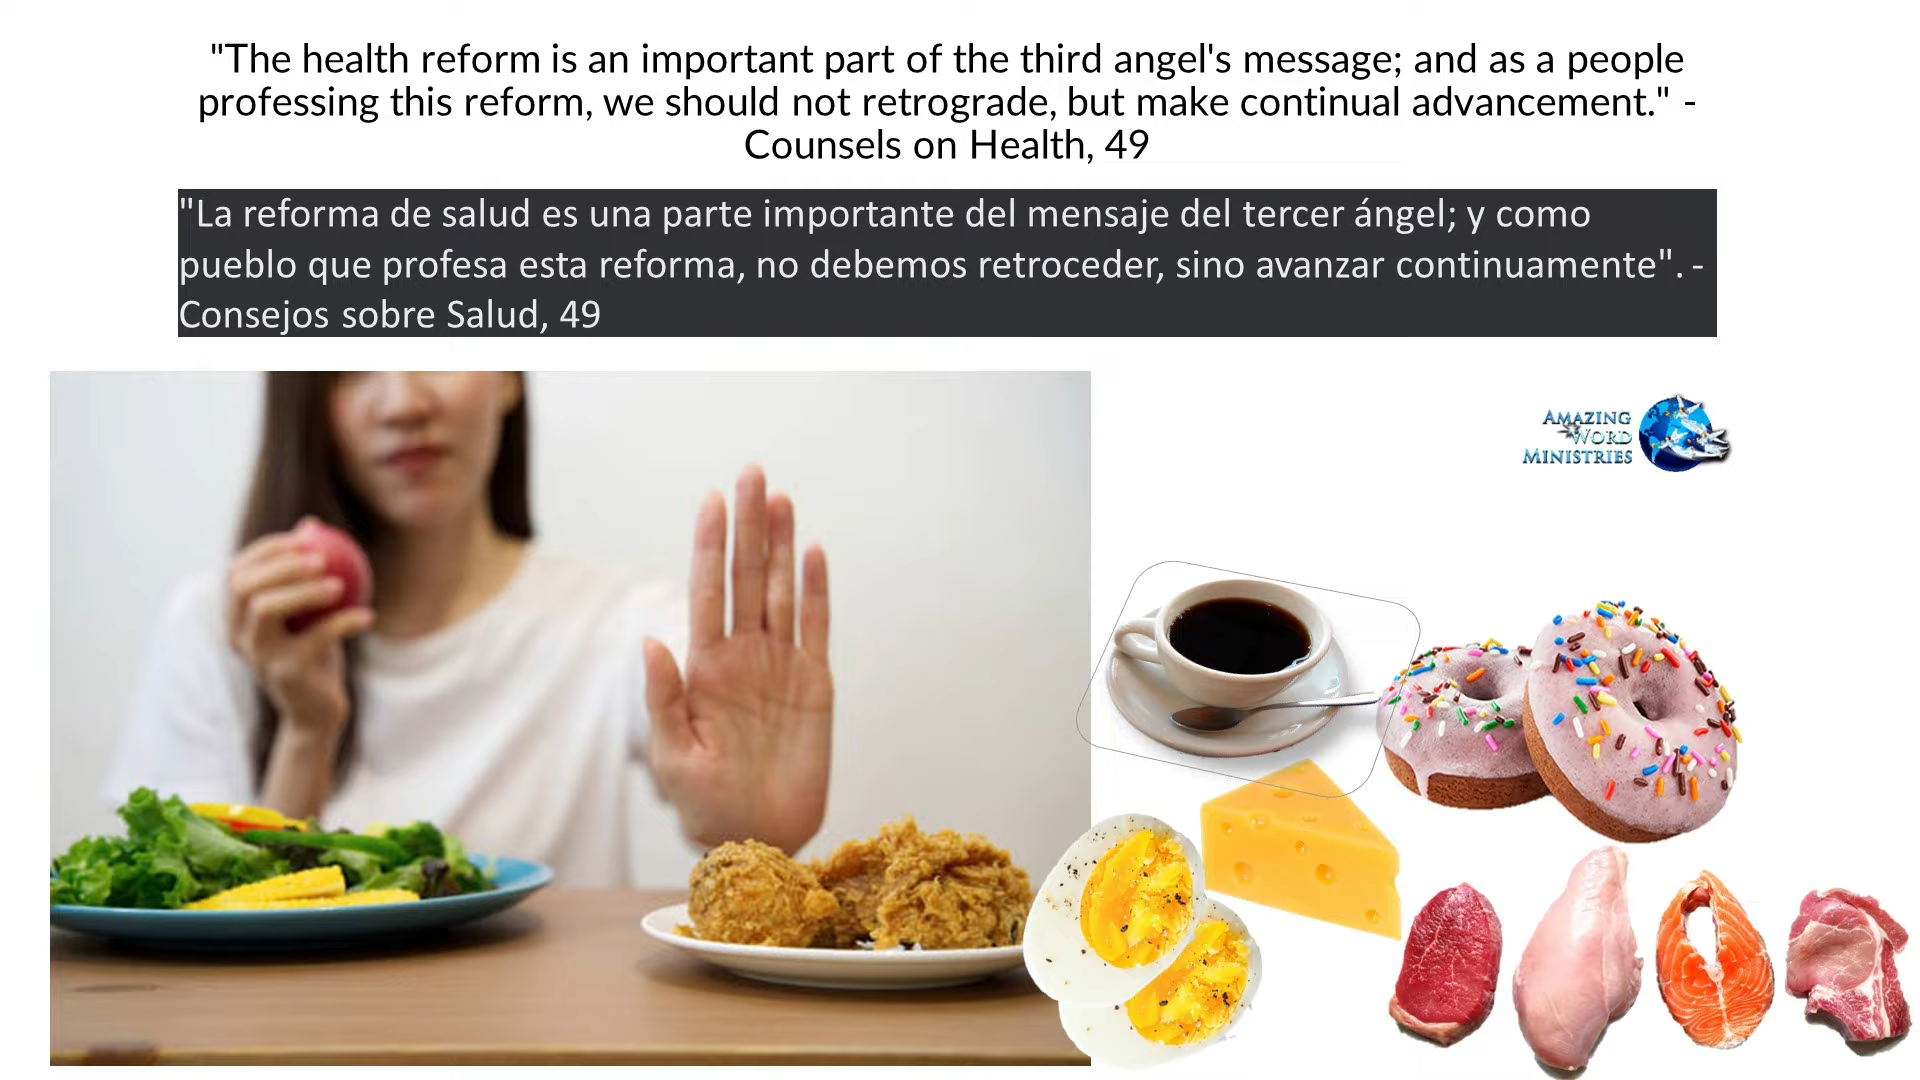 "The health reform is an important part of the third angel's message; and as a people
professing this reform, we should not retrograde, but make continual advancement." -
Counsels on Health, 49
"La reforma de salud es una parte importante del mensaje del tercer ángel; y como
pueblo que profesa esta reforma, no debemos retroceder, sino avanzar continuamente". -
Consejos sobre Salud, 49
AMAZING
WORD
MINISTRIES